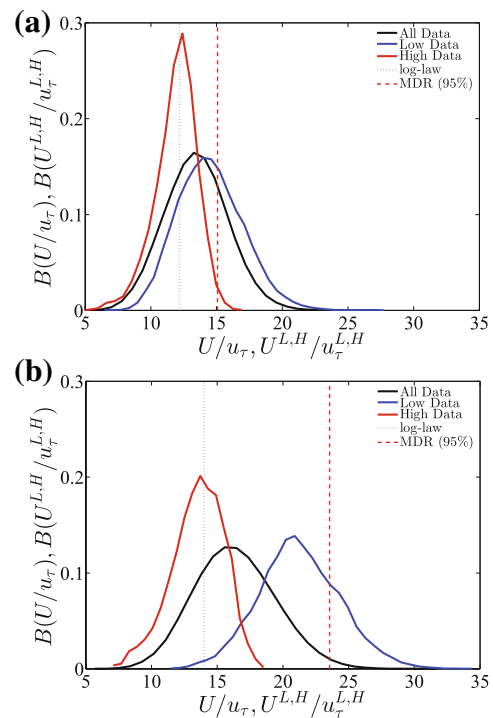 (a)
B(U/u_τ), B(U^{L,H}/u_τ^{L,H})
0.3
0.2
0.1
0
All Data
Low Data
High Data
log-law
MDR (95%)
5 10 15 20 25 30 35
U/u_τ, U^{L,H}/u_τ^{L,H}
(b)
B(U/u_τ), B(U^{L,H}/u_τ^{L,H})
0.3
0.2
0.1
0
All Data
Low Data
High Data
log-law
MDR (95%)
5 10 15 20 25 30 35
U/u_τ, U^{L,H}/u_τ^{L,H}